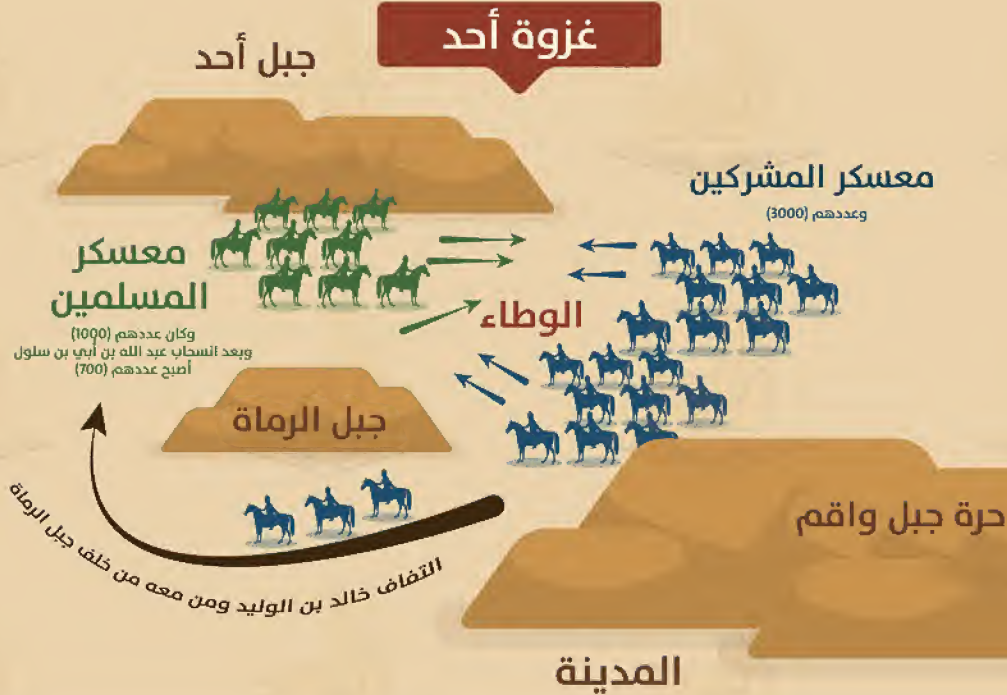 غزوة أحد
جبل أحد
معسكر المشركين
وعددهم (3000)
معسكر
المسلمين
وكان عددهم (1000)
وبعد انسحاب عبد الله بن أبي بن سلول
أصبح عددهم (700)
الوطاء
جبل الرماة
حرة جبل واقم
التفاف خالد بن الوليد ومن معه من خلف جبل الرماة
المدينة